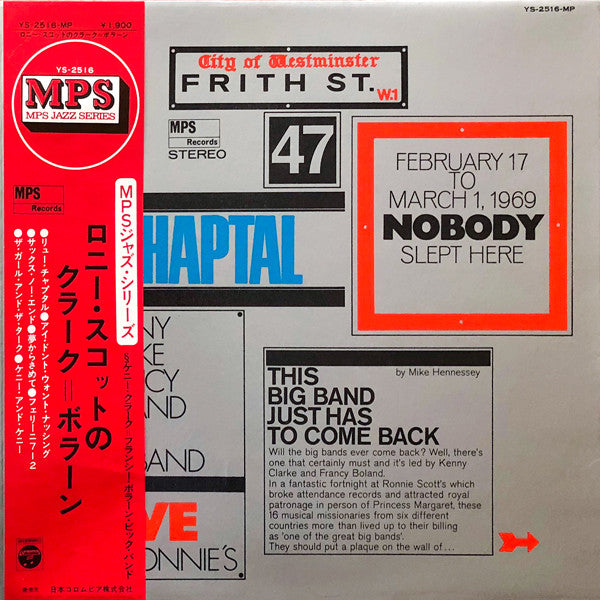 YS-2516-MP ¥1,900
ロニー・スコットのクラーク＝ボラーン
YS-2516
MPS
MPS JAZZ SERIES
MPS
Records
MPSジャズ・シリーズ
ロニー・スコットの
クラーク＝ボラーン
§ケニー・クラーク＝フランシー・ボラーン・ビッグ・バンド
●リュー・チャプタル●アイ・ドント・ウォント・ナッシング
●サックス・ノー・エンド●夢からさめて●フェリーニ712
●ザ・ガール・アンド・ザ・ターク●ケニー・アンド・ケニー
日本コロムビア株式会社
YS-2516-MP
City of Westminster
FRITH ST.
W.1
MPS
Records
STEREO
47
FEBRUARY 17
TO
MARCH 1, 1969
NOBODY
SLEPT HERE
HAPTAL
NY
KE
NCY
AND
BAND
VE
ONNIE'S
THIS
by Mike Hennessey
BIG BAND
JUST HAS
TO COME BACK
Will the big bands ever come back? Well, there's
one that certainly must and it's led by Kenny
Clarke and Francy Boland.
In a fantastic fortnight at Ronnie Scott's which
broke attendance records and attracted royal
patronage in person of Princess Margaret, these
16 musical missionaries from six different
countries more than lived up to their billing
as 'one of the great big bands'.
They should put a plaque on the wall of . . .